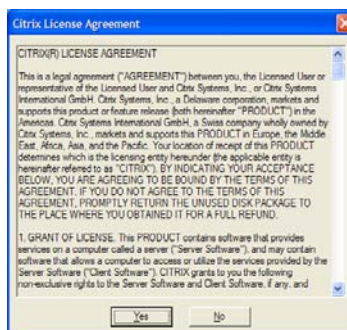 Citrix License Agreement
CITRIX(R) LICENSE AGREEMENT
This is a legal agreement ("AGREEMENT") between you, the Licensed User or
representative of the Licensed User and Citrix Systems, Inc., or Citrix Systems
International GmbH. Citrix Systems, Inc., a Delaware corporation, markets and
supports this product or feature release (both hereinafter "PRODUCT") in the
Americas. Citrix Systems International GmbH, a Swiss company wholly owned by
Citrix Systems, Inc., markets and supports this PRODUCT in Europe, the Middle
East, Africa, Asia, and the Pacific. Your location of receipt of this PRODUCT
determines which is the licensing entity hereunder (the applicable entity is
hereinafter referred to as "CITRIX"). BY INDICATING YOUR ACCEPTANCE
BELOW, YOU ARE AGREEING TO BE BOUND BY THE TERMS OF THIS
AGREEMENT. IF YOU DO NOT AGREE TO THE TERMS OF THIS
AGREEMENT, PROMPTLY RETURN THE UNUSED DISK PACKAGE TO
THE PLACE WHERE YOU OBTAINED IT FOR A FULL REFUND.
1. GRANT OF LICENSE. This PRODUCT contains software that provides
services on a computer called a server ("Server Software"), and may contain
software that allows a computer to access or utilize the services provided by the
Server Software ("Client Software"). CITRIX grants to you the following
non-exclusive rights to the Server Software and Client Software, if any, and
Yes
No